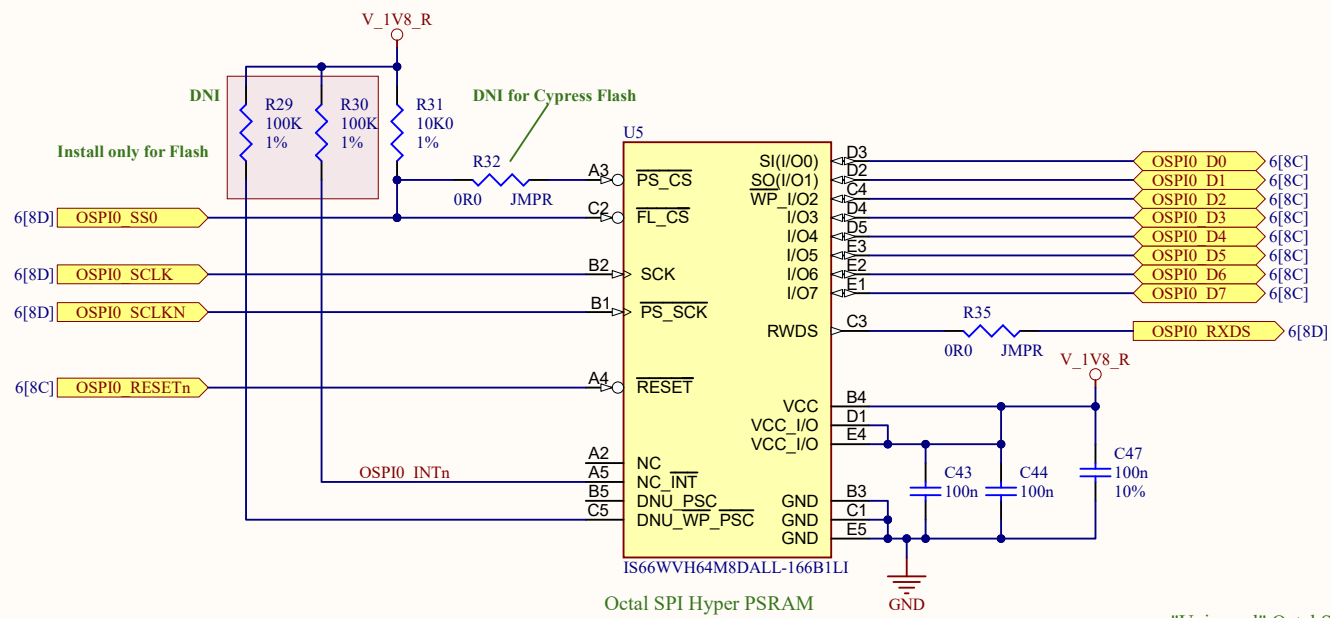 V_1V8_R
DNI
R29
100K
1%
R30
100K
1%
R31
10K0
1%
Install only for Flash
DNI for Cypress Flash
R32
0R0 JMPR
6[8D] OSPI0_SS0
6[8D] OSPI0_SCLK
6[8D] OSPI0_SCLKN
6[8C] OSPI0_RESETn
OSPI0_INTn
U5
A3 PS_CS
C2 FL_CS
B2 SCK
B1 PS_SCK
A4 RESET
A2 NC
A5 NC_INT
B5 DNU_PSC
C5 DNU_WP_PSC
SI(I/O0) D3 OSPI0_D0 6[8C]
SO(I/O1) D2 OSPI0_D1 6[8C]
WP_I/O2 C4 OSPI0_D2 6[8C]
I/O3 D4 OSPI0_D3 6[8C]
I/O4 D5 OSPI0_D4 6[8C]
I/O5 E3 OSPI0_D5 6[8C]
I/O6 E2 OSPI0_D6 6[8C]
I/O7 E1 OSPI0_D7 6[8C]
R35
RWDS C3 OSPI0_RXDS 6[8D]
0R0 JMPR
V_1V8_R
VCC B4
VCC_I/O D1
VCC_I/O E4
C43
100n
C44
100n
C47
100n
10%
GND B3
GND C1
GND E5
GND
IS66WVH64M8DALL-166B1LI
Octal SPI Hyper PSRAM